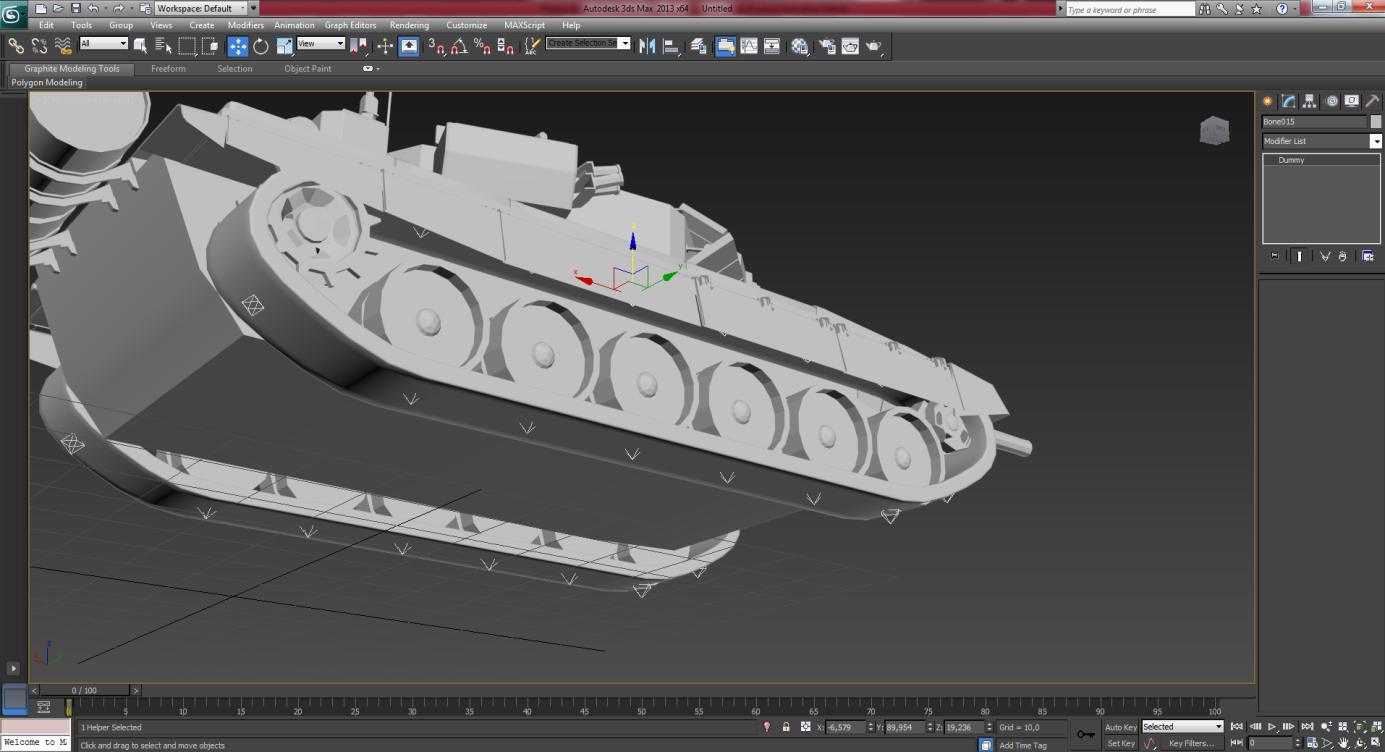 Workspace: Default
Autodesk 3ds Max 2013 x64 Untitled
Type a keyword or phrase
Edit Tools Group Views Create Modifiers Animation Graph Editors Rendering Customize MAXScript Help
All
View
3
Create Selection Se
Graphite Modeling Tools Freeform Selection Object Paint
Polygon Modeling
Bone015
Modifier List
Dummy
x
y
z
0 / 100
5 10 15 20 25 30 35 40 45 50 55 60 65 70 75 80 85 90 95 100
1 Helper Selected
X: -6,579 Y: 89,954 Z: 19,236 Grid = 10,0
Auto Key Selected
Welcome to M
Click and drag to select and move objects
Add Time Tag
Set Key Key Filters...
0